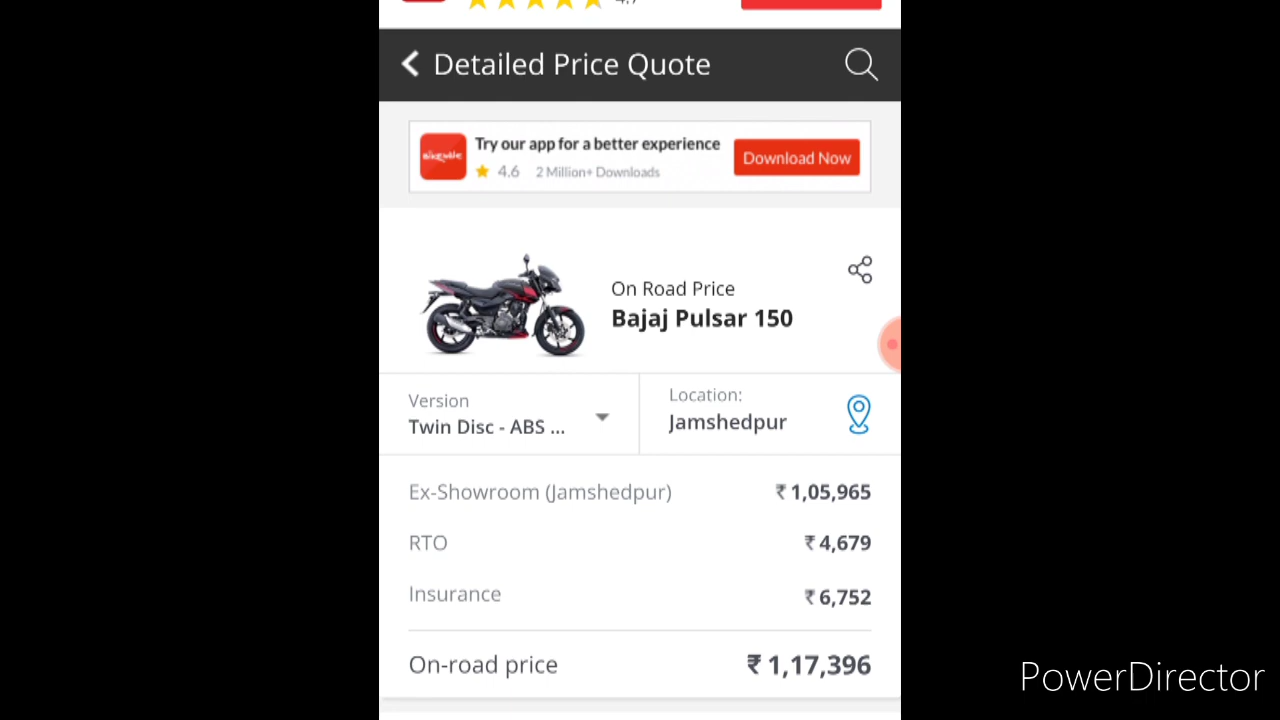 Detailed Price Quote
Try our app for a better experience
BikeWale
4.6 2 Million+ Downloads
Download Now
On Road Price
Bajaj Pulsar 150
Version
Twin Disc - ABS ...
Location:
Jamshedpur
Ex-Showroom (Jamshedpur) ₹ 1,05,965
RTO ₹ 4,679
Insurance ₹ 6,752
On-road price ₹ 1,17,396
PowerDirector